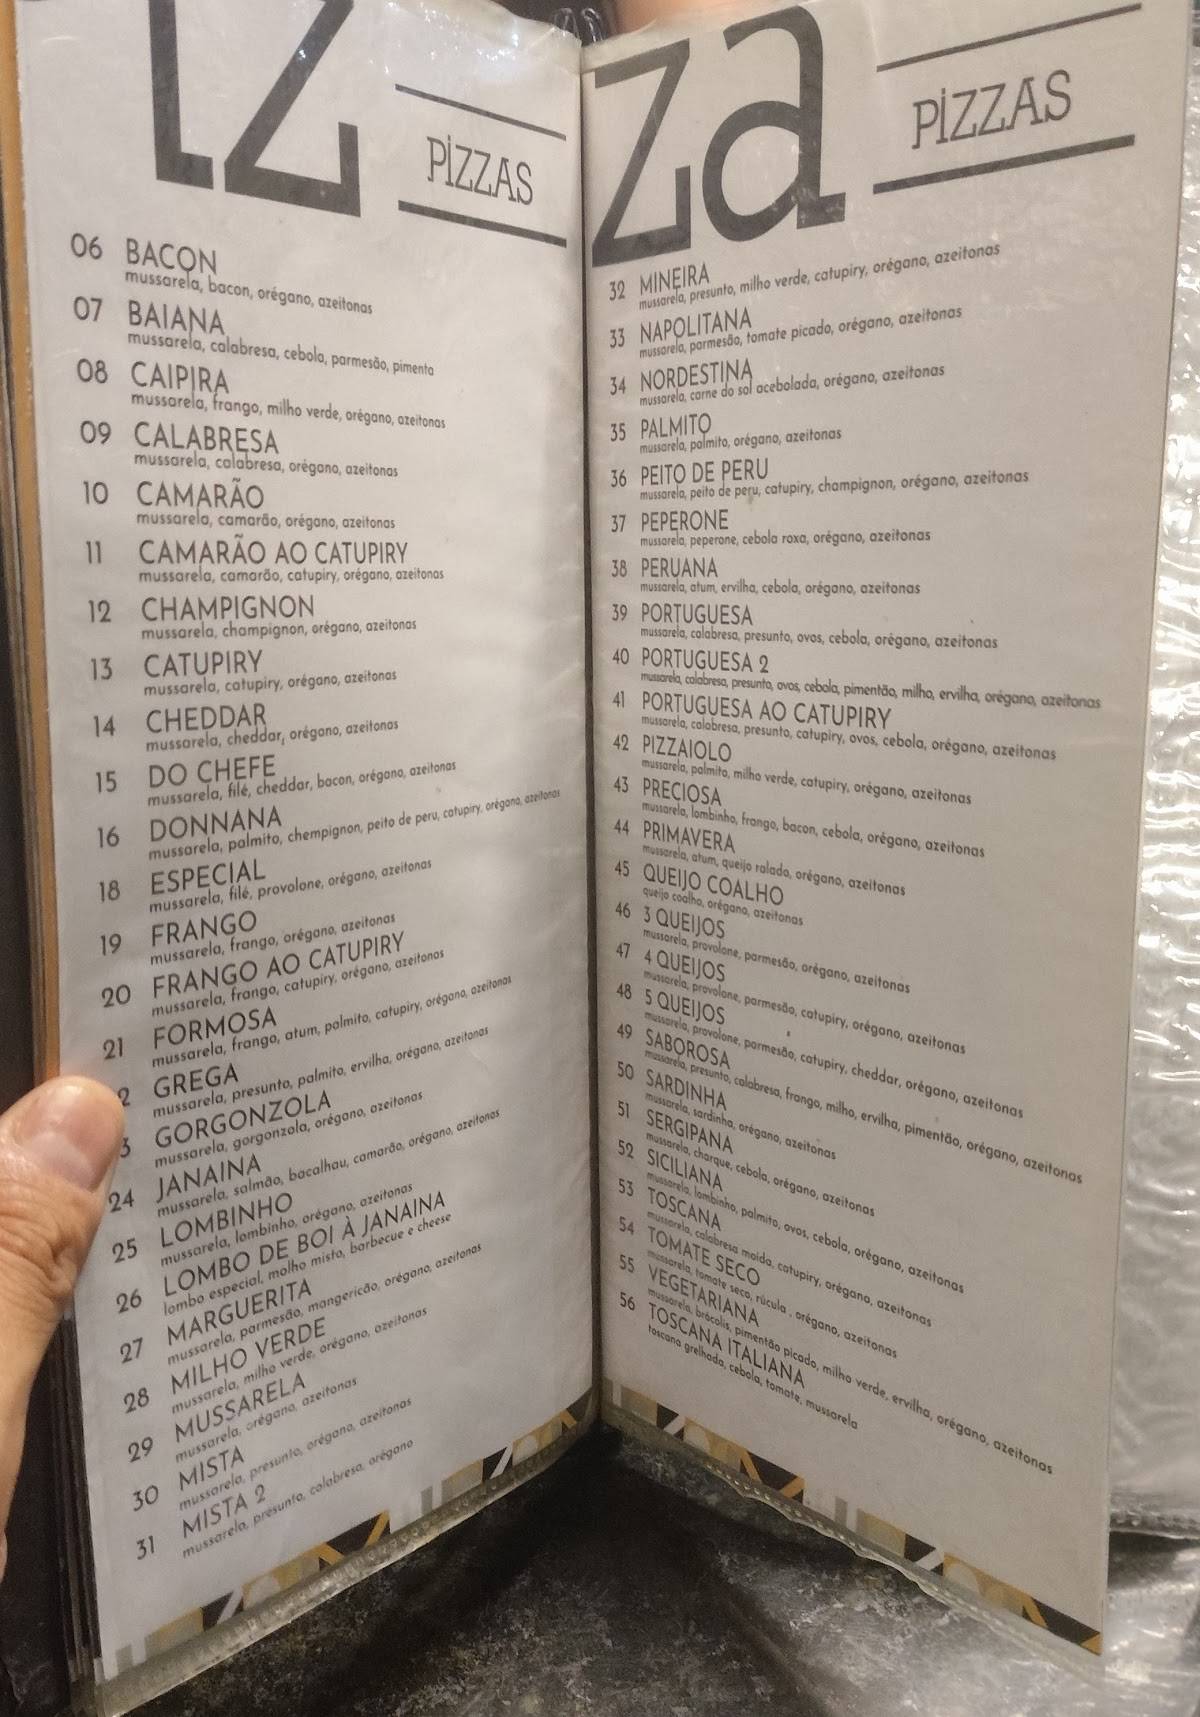 iz
PiZZAS
06 BACON
mussarela, bacon, orégano, azeitonas
07 BAIANA
mussarela, calabresa, cebola, parmesão, pimenta
08 CAIPIRA
mussarela, frango, milho verde, orégano, azeitonas
09 CALABRESA
mussarela, calabresa, orégano, azeitonas
10 CAMARÃO
mussarela, camarão, orégano, azeitonas
11 CAMARÃO AO CATUPIRY
mussarela, camarão, catupiry, orégano, azeitonas
12 CHAMPIGNON
mussarela, champignon, orégano, azeitonas
13 CATUPIRY
mussarela, catupiry, orégano, azeitonas
14 CHEDDAR
mussarela, cheddar, orégano, azeitonas
15 DO CHEFE
mussarela, filé, cheddar, bacon, orégano, azeitonas
16 DONNANA
mussarela, palmito, chempignon, peito de peru, catupiry, orégano, azeitonas
18 ESPECIAL
mussarela, filé, provolone, orégano, azeitonas
19 FRANGO
mussarela, frango, orégano, azeitonas
20 FRANGO AO CATUPIRY
mussarela, frango, catupiry, orégano, azeitonas
21 FORMOSA
mussarela, frango, atum, palmito, catupiry, orégano, azeitonas
2 GREGA
mussarela, presunto, palmito, ervilha, orégano, azeitonas
3 GORGONZOLA
mussarela, gorgonzola, orégano, azeitonas
24 JANAINA
mussarela, salmão, bacalhau, camarão, orégano, azeitonas
25 LOMBINHO
mussarela, lombinho, orégano, azeitonas
26 LOMBO DE BOI À JANAINA
lombo especial, molho misto, barbecue e cheese
27 MARGUERITA
mussarela, parmesão, mangericão, orégano, azeitonas
28 MILHO VERDE
mussarela, milho verde, orégano, azeitonas
29 MUSSARELA
mussarela, orégano, azeitonas
30 MISTA
mussarela, presunto, orégano, azeitonas
31 MISTA 2
mussarela, presunto, calabresa, orégano
za
PiZZAS
32 MINEIRA
mussarela, presunto, milho verde, catupiry, orégano, azeitonas
33 NAPOLITANA
mussarela, parmesão, tomate picado, orégano, azeitonas
34 NORDESTINA
mussarela, carne do sol acebolada, orégano, azeitonas
35 PALMITO
mussarela, palmito, orégano, azeitonas
36 PEITO DE PERU
mussarela, peito de peru, catupiry, champignon, orégano, azeitonas
37 PEPERONE
mussarela, peperone, cebola roxa, orégano, azeitonas
38 PERUANA
mussarela, atum, ervilha, cebola, orégano, azeitonas
39 PORTUGUESA
mussarela, calabresa, presunto, ovos, cebola, orégano, azeitonas
40 PORTUGUESA 2
mussarela, calabresa, presunto, ovos, cebola, pimentão, milho, ervilha, orégano, azeitonas
41 PORTUGUESA AO CATUPIRY
mussarela, calabresa, presunto, catupiry, ovos, cebola, orégano, azeitonas
42 PIZZAIOLO
mussarela, palmito, milho verde, catupiry, orégano, azeitonas
43 PRECIOSA
mussarela, lombinho, frango, bacon, cebola, orégano, azeitonas
44 PRIMAVERA
mussarela, atum, queijo ralado, orégano, azeitonas
45 QUEIJO COALHO
queijo coalho, orégano, azeitonas
46 3 QUEIJOS
mussarela, provolone, parmesão, orégano, azeitonas
47 4 QUEIJOS
mussarela, provolone, parmesão, catupiry, orégano, azeitonas
48 5 QUEIJOS
mussarela, provolone, parmesão, catupiry, cheddar, orégano, azeitonas
49 SABOROSA
mussarela, presunto, calabresa, frango, milho, ervilha, pimentão, orégano, azeitonas
50 SARDINHA
mussarela, sardinha, orégano, azeitonas
51 SERGIPANA
mussarela, charque, cebola, orégano, azeitonas
52 SICILIANA
mussarela, lombinho, palmito, ovos, cebola, orégano, azeitonas
53 TOSCANA
mussarela, calabresa moida, catupiry, orégano, azeitonas
54 TOMATE SECO
mussarela, tomate seco, rúcula . orégano, azeitonas
55 VEGETARIANA
mussarela, brócolis, pimentão picado, milho verde, ervilha, orégano, azeitonas
56 TOSCANA ITALIANA
toscana grelhada, cebola, tomate, mussarela